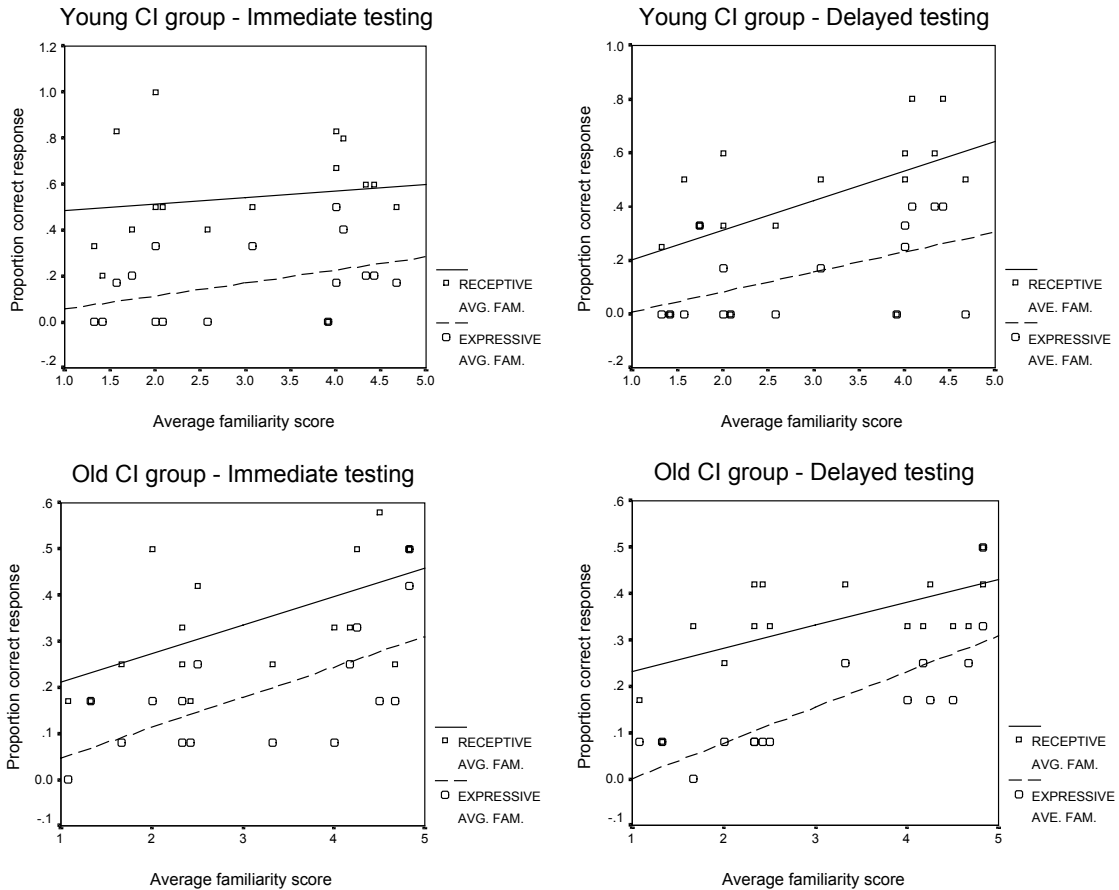 Young CI group - Immediate testing
1.2
1.0
.8
.6
.4
.2
0.0
-.2
Proportion correct response
1.0 1.5 2.0 2.5 3.0 3.5 4.0 4.5 5.0
Average familiarity score
RECEPTIVE
AVG. FAM.
EXPRESSIVE
AVG. FAM.
Young CI group - Delayed testing
1.0
.8
.6
.4
.2
0.0
-.2
Proportion correct response
1.0 1.5 2.0 2.5 3.0 3.5 4.0 4.5 5.0
Average familiarity score
RECEPTIVE
AVE. FAM.
EXPRESSIVE
AVE. FAM.
Old CI group - Immediate testing
.6
.5
.4
.3
.2
.1
0.0
-.1
Proportion correct response
1 2 3 4 5
Average familiarity score
RECEPTIVE
AVG. FAM.
EXPRESSIVE
AVG. FAM.
Old CI group - Delayed testing
.6
.5
.4
.3
.2
.1
0.0
-.1
Proportion correct response
1 2 3 4 5
Average familiarity score
RECEPTIVE
AVG. FAM.
EXPRESSIVE
AVE. FAM.